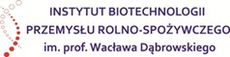 INSTYTUT BIOTECHNOLOGII
PRZEMYSŁU ROLNO-SPOŻYWCZEGO
im. prof. Wacława Dąbrowskiego